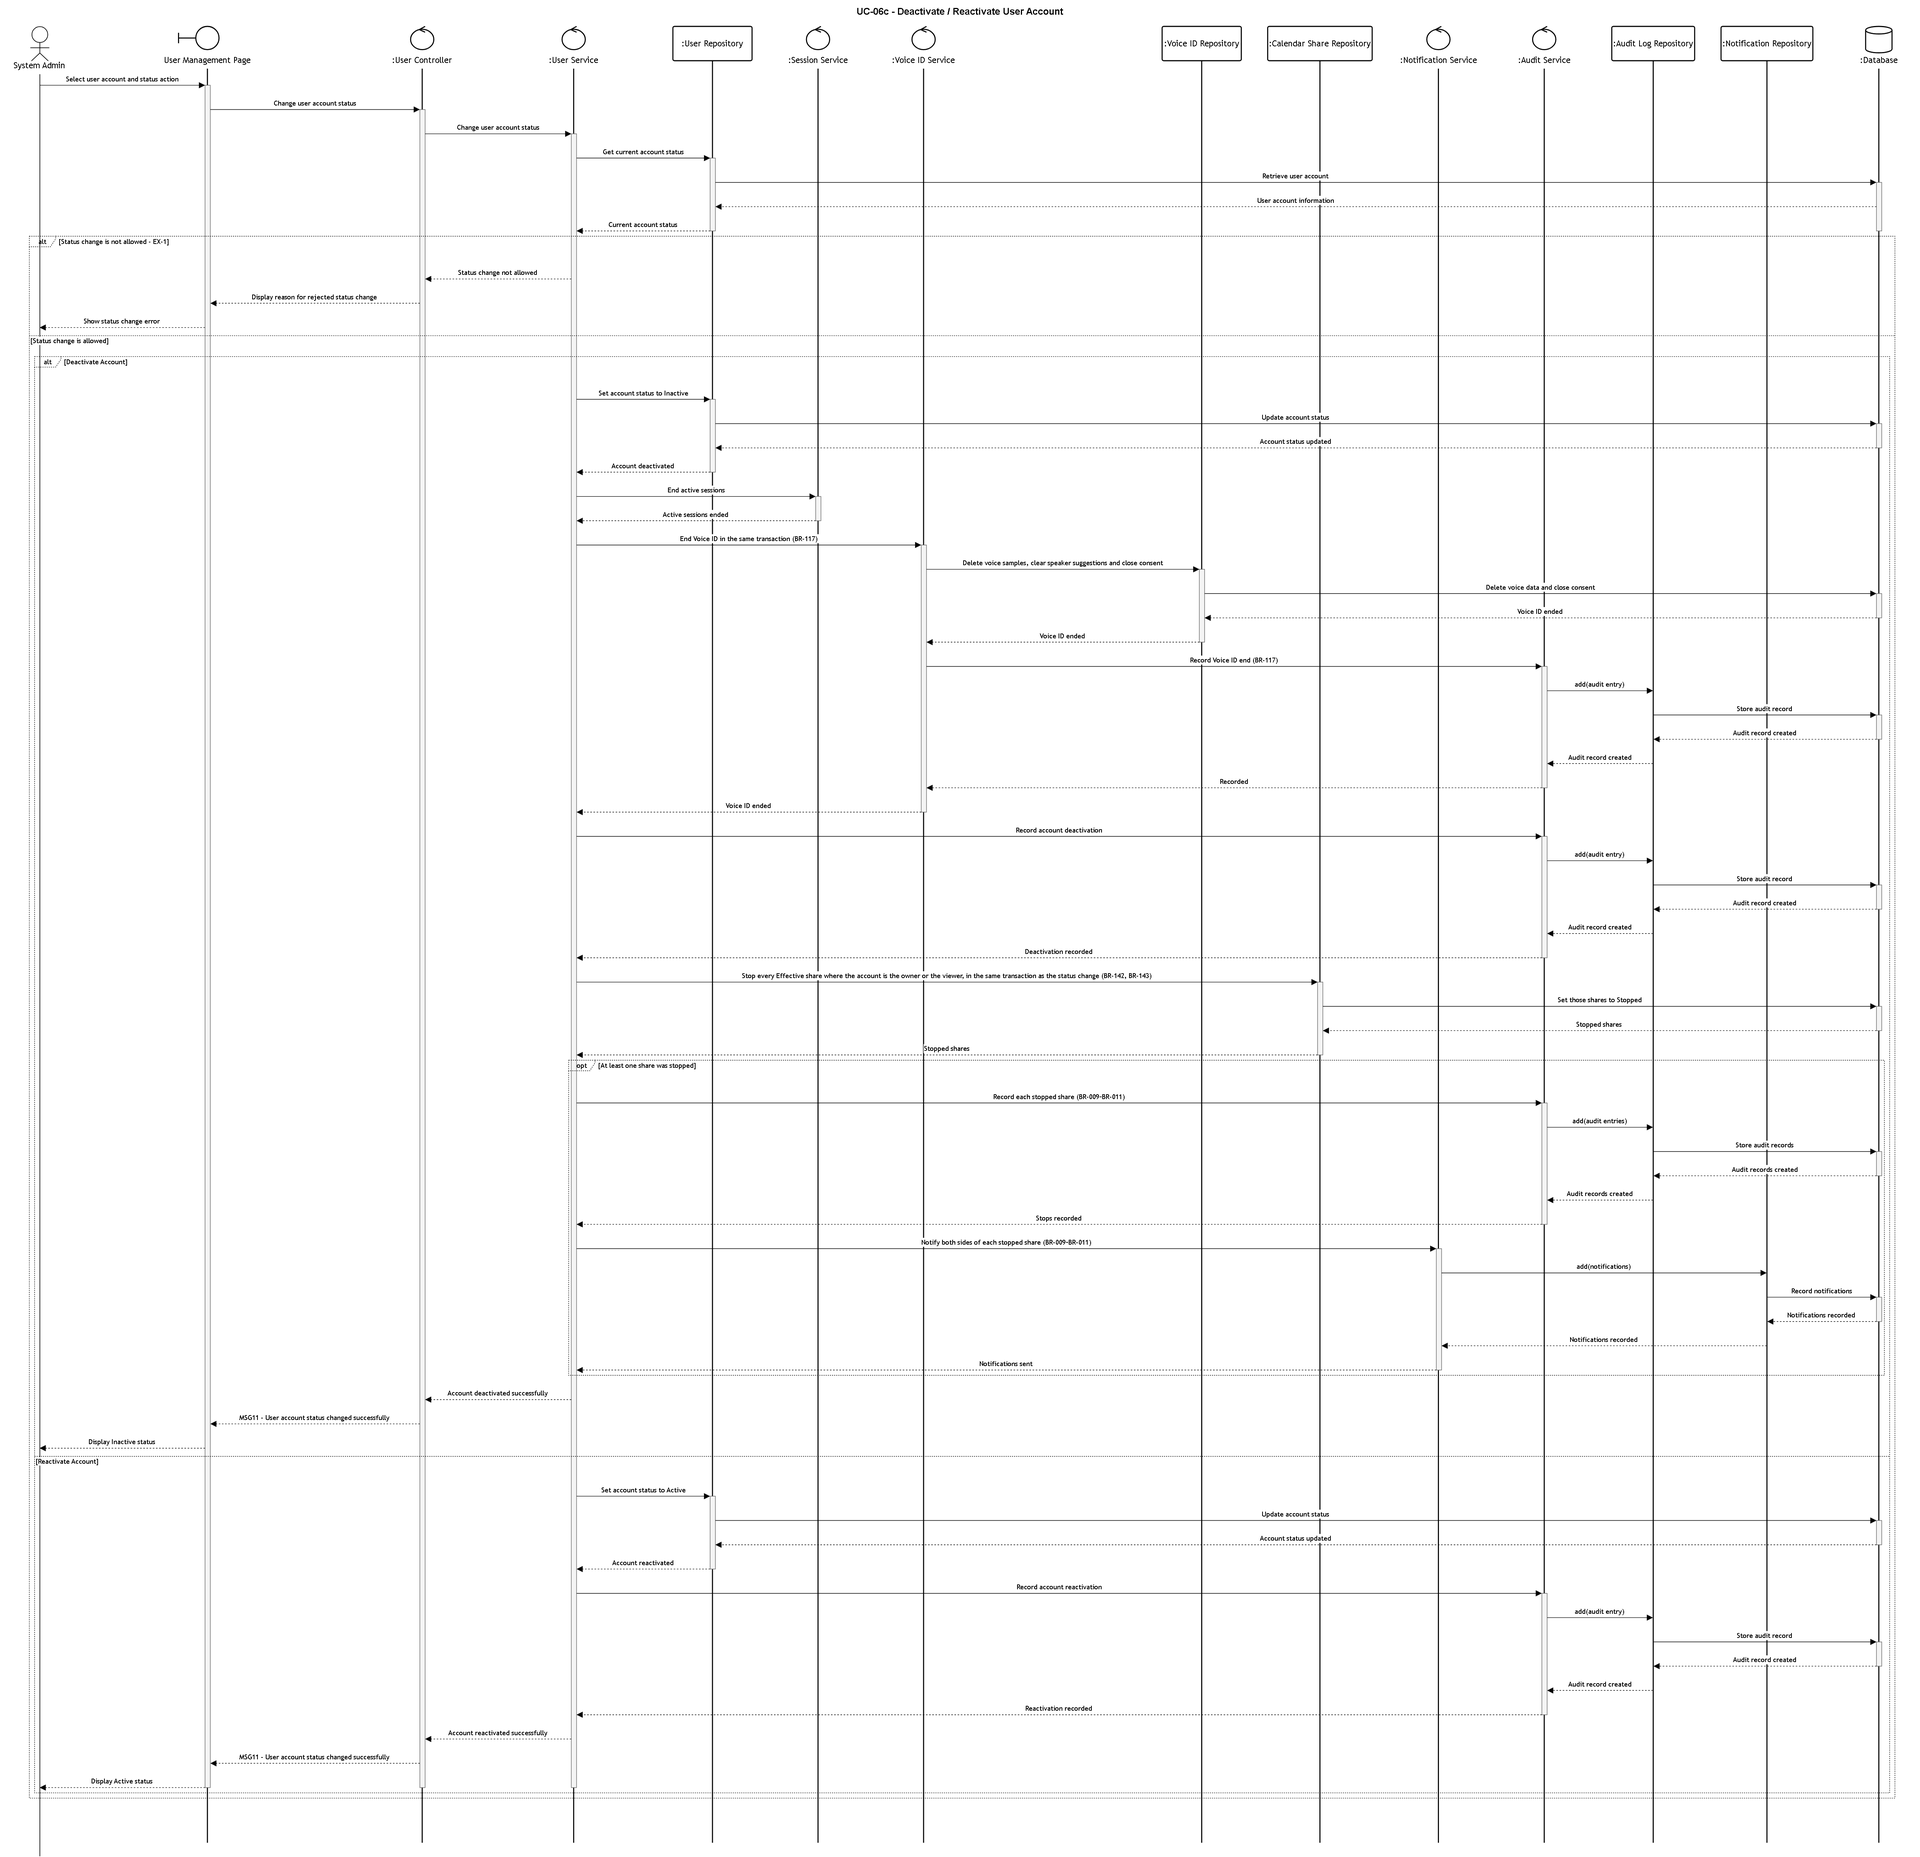 UC-06c - Deactivate / Reactivate User Account
System Admin
User Management Page
:User Controller
:User Service
:User Repository
:Session Service
:Voice ID Service
:Voice ID Repository
:Calendar Share Repository
:Notification Service
:Audit Service
:Audit Log Repository
:Notification Repository
:Database
Select user account and status action
Change user account status
Change user account status
Get current account status
Retrieve user account
User account information
Current account status
alt [Status change is not allowed - EX-1]
Status change not allowed
Display reason for rejected status change
Show status change error
[Status change is allowed]
alt [Deactivate Account]
Set account status to Inactive
Update account status
Account status updated
Account deactivated
End active sessions
Active sessions ended
End Voice ID in the same transaction (BR-117)
Delete voice samples, clear speaker suggestions and close consent
Delete voice data and close consent
Voice ID ended
Voice ID ended
Record Voice ID end (BR-117)
add(audit entry)
Store audit record
Audit record created
Audit record created
Recorded
Voice ID ended
Record account deactivation
add(audit entry)
Store audit record
Audit record created
Audit record created
Deactivation recorded
Stop every Effective share where the account is the owner or the viewer, in the same transaction as the status change (BR-142, BR-143)
Set those shares to Stopped
Stopped shares
Stopped shares
opt [At least one share was stopped]
Record each stopped share (BR-009-BR-011)
add(audit entries)
Store audit records
Audit records created
Audit records created
Stops recorded
Notify both sides of each stopped share (BR-009-BR-011)
add(notifications)
Record notifications
Notifications recorded
Notifications recorded
Notifications sent
Account deactivated successfully
MSG11 - User account status changed successfully
Display Inactive status
[Reactivate Account]
Set account status to Active
Update account status
Account status updated
Account reactivated
Record account reactivation
add(audit entry)
Store audit record
Audit record created
Audit record created
Reactivation recorded
Account reactivated successfully
MSG11 - User account status changed successfully
Display Active status